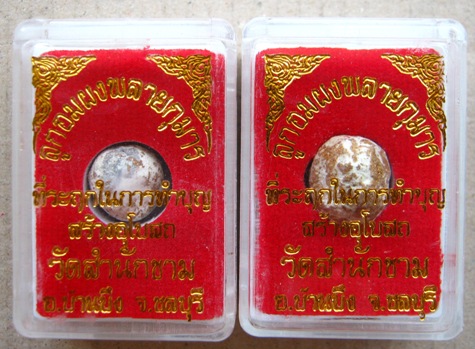 ลูกอมผงพลายกุมาร
ที่ระฤกในการทำบุญ
สร้างอุโบสถ
วัดสำนักขาม
อ.บ้านบึง จ.ชลบุรี
ลูกอมผงพลายกุมาร
ที่ระฤกในการทำบุญ
สร้างอุโบสถ
วัดสำนักขาม
อ.บ้านบึง จ.ชลบุรี